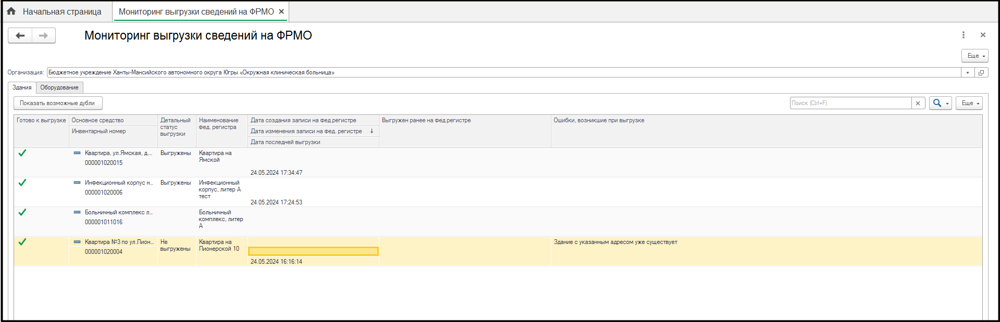 Начальная страница
Мониторинг выгрузки сведений на ФРМО
Мониторинг выгрузки сведений на ФРМО
Еще
Организация: Бюджетное учреждение Ханты-Мансийского автономного округа Югры «Окружная клиническая больница»
Здания Оборудование
Показать возможные дубли Поиск (Ctrl+F) Еще
Готово к выгрузке
Основное средство
Инвентарный номер
Детальный
статус
выгрузки
Наименование
фед. регистра
Дата создания записи на фед.регистре
Дата изменения записи на фед. регистре
Дата последней выгрузки
Выгружен ранее на фед.регистре
Ошибки, возникшие при выгрузке
Квартира, ул.Ямская, д....
000001020015
Выгружены
Квартира на
Ямской
24.05.2024 17:34:47
Инфекционный корпус н...
000001020006
Выгружены
Инфекционный
корпус, литер А
тест
24.05.2024 17:24:53
Больничный комплекс л...
000001011016
Больничный
комплекс, литер
А
Квартира №3 по ул.Пион...
000001020004
Не
выгружены
Квартира на
Пионерской 10
24.05.2024 16:16:14
Здание с указанным адресом уже существует